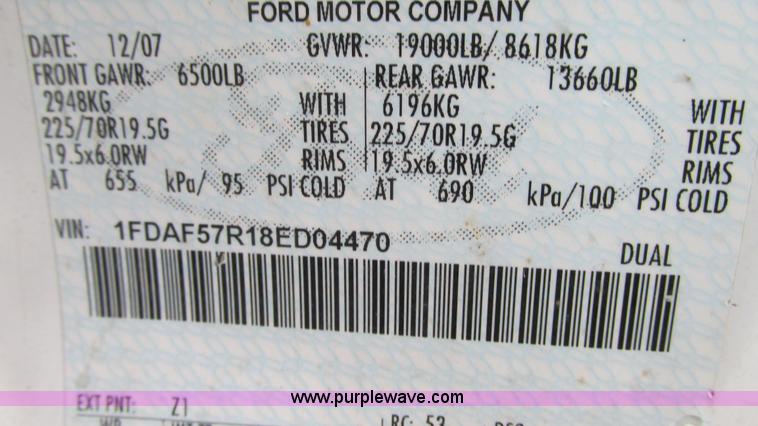 FORD MOTOR COMPANY
DATE: 12/07 GVWR: 19000LB/ 8618KG
FRONT GAWR: 6500LB REAR GAWR: 13660LB
2948KG WITH 6196KG WITH
225/70R19.5G TIRES 225/70R19.5G TIRES
19.5x6.0RW RIMS 19.5x6.0RW RIMS
AT 655 kPa/ 95 PSI COLD AT 690 kPa/100 PSI COLD
VIN: 1FDAF57R18ED04470 DUAL
www.purplewave.com
EXT PNT: Z1
RC: 53